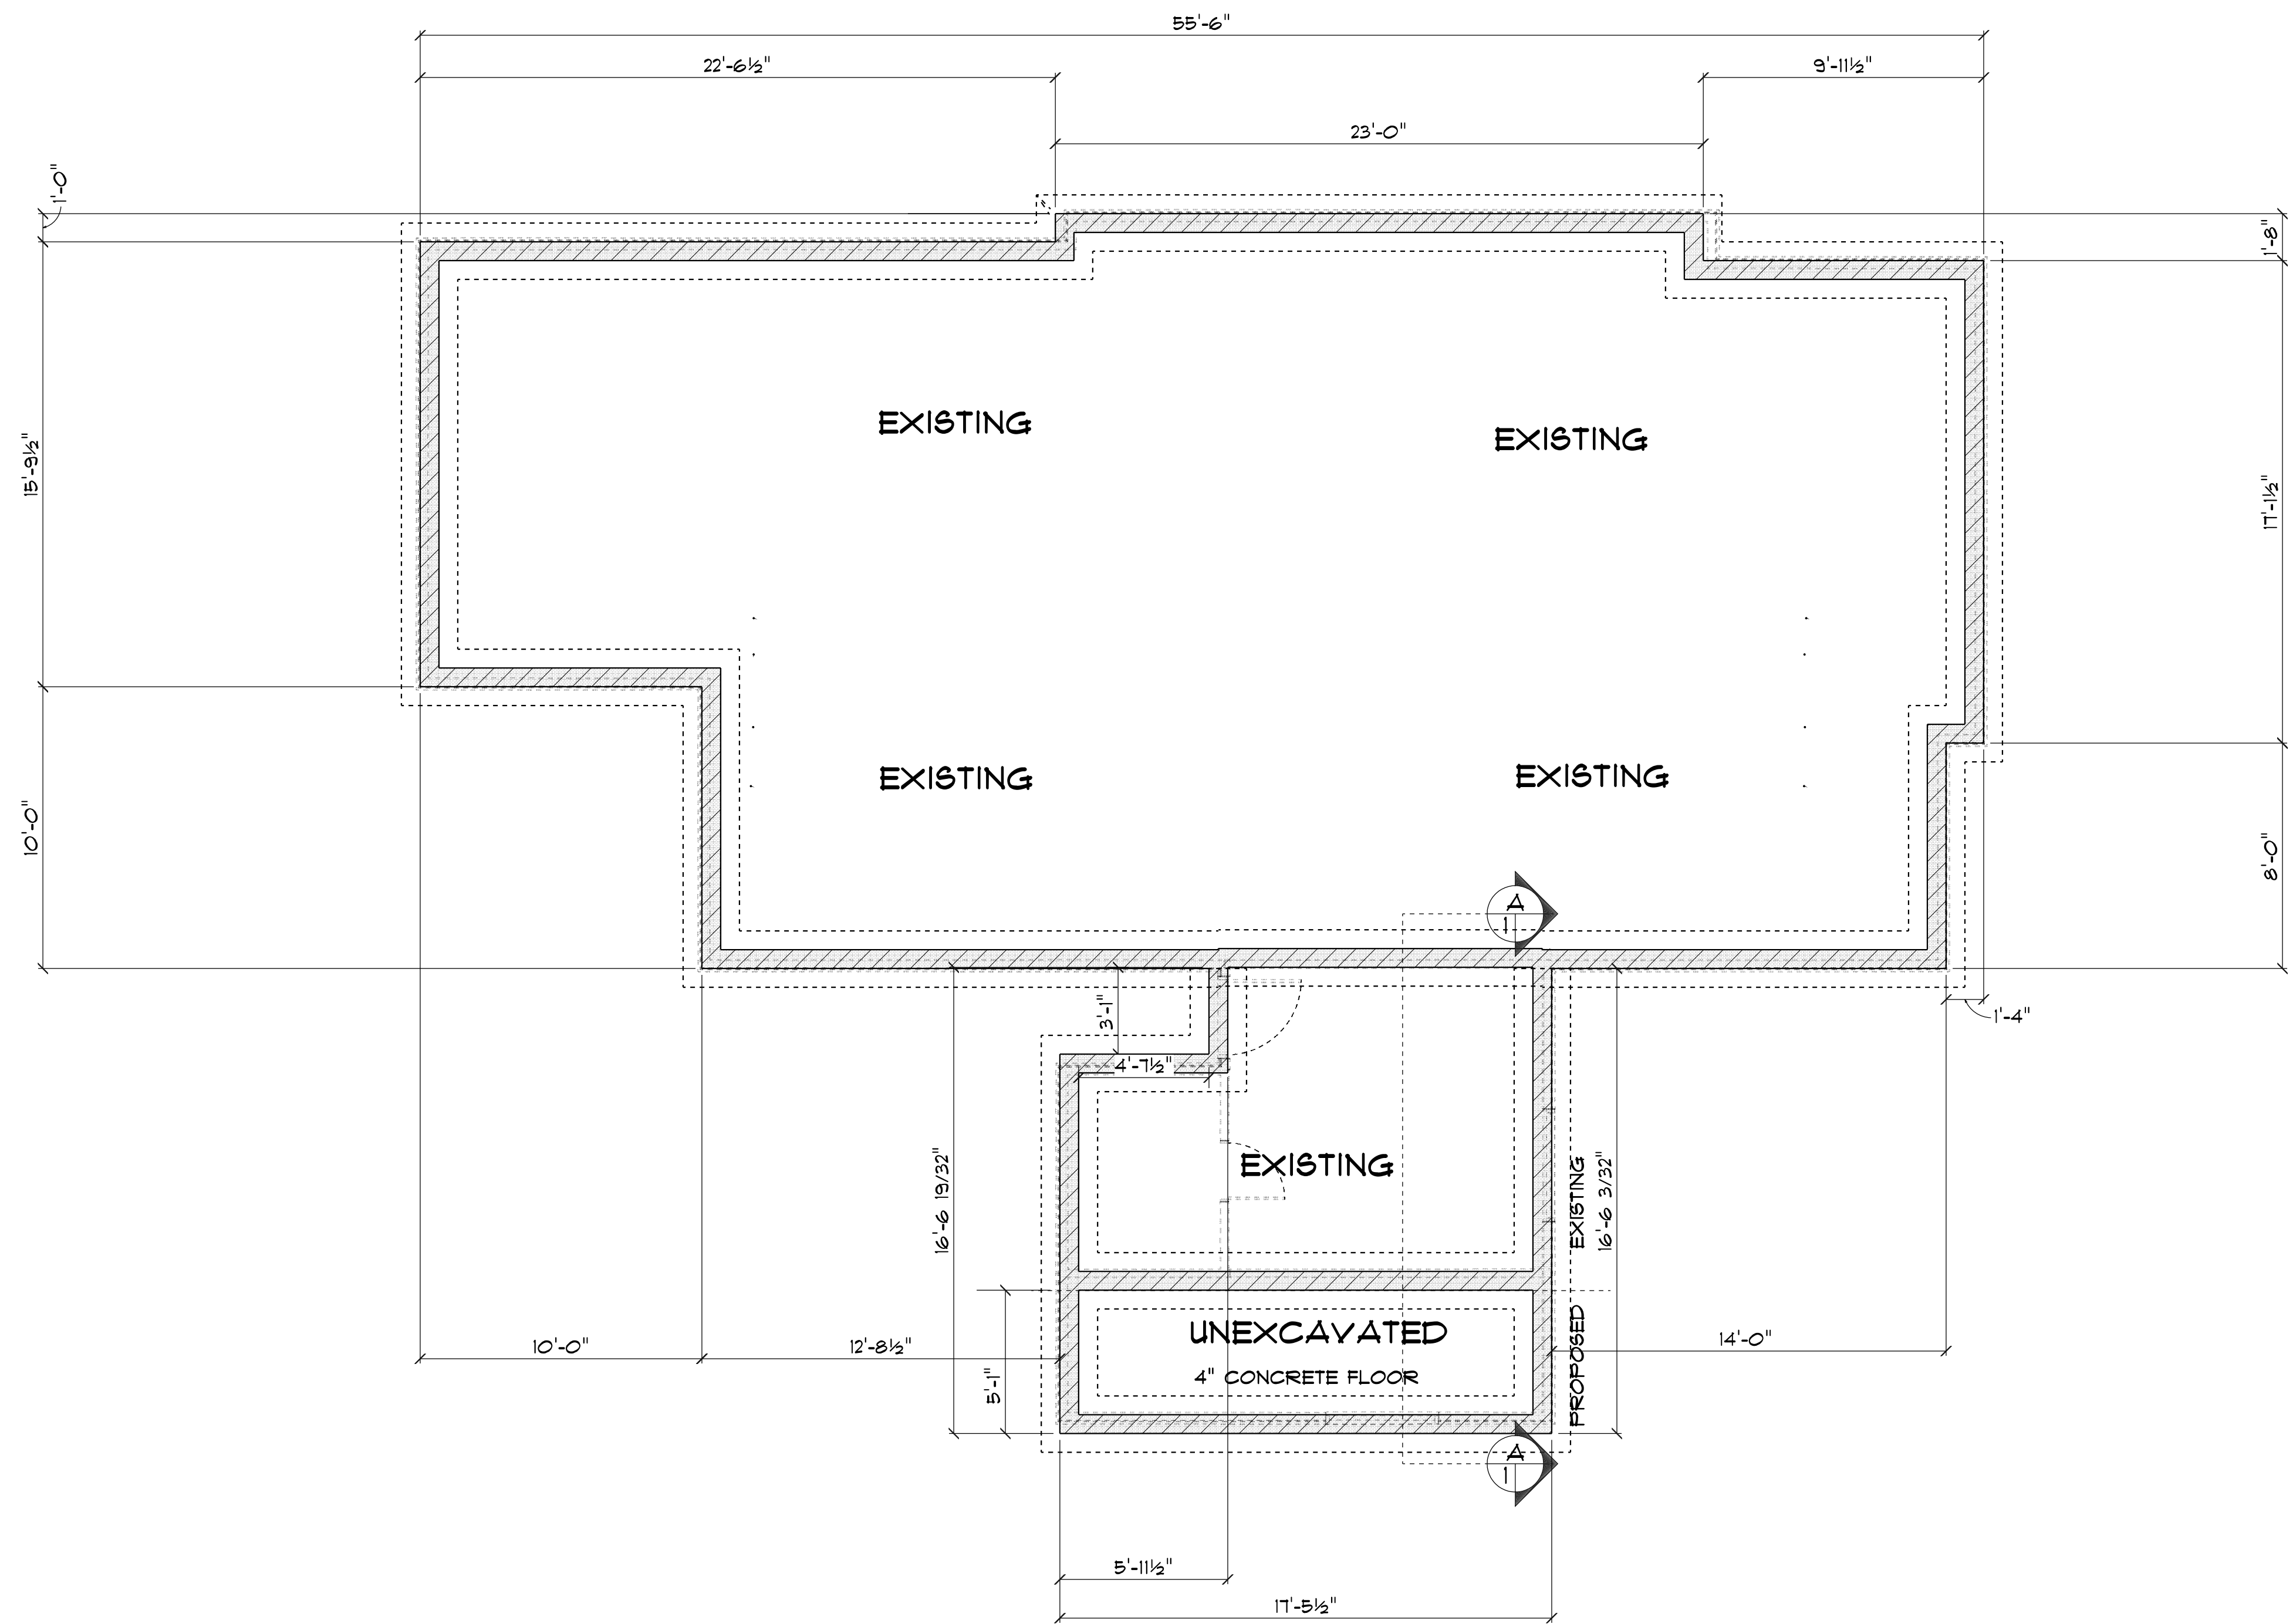 55'-6"
22'-6½"
9'-11½"
23'-0"
1'-0"
1'-8"
EXISTING
EXISTING
15'-9½"
17'-1½"
EXISTING
EXISTING
10'-0"
8'-0"
A
1
3'-1"
1'-4"
4'-7½"
EXISTING
16'-6 19/32"
EXISTING
16'-6 3/32"
UNEXCAVATED
10'-0"
12'-8½"
14'-0"
PROPOSED
4" CONCRETE FLOOR
5'-1"
A
1
5'-11½"
17'-5½"